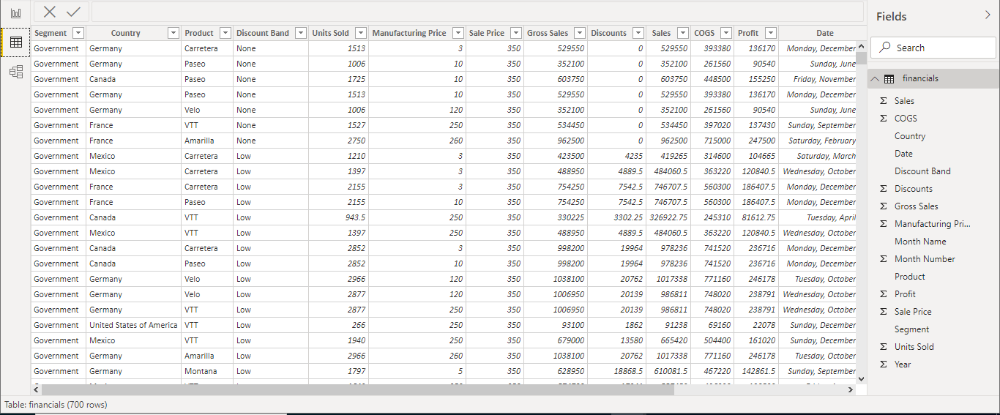 Segment Country Product Discount Band Units Sold Manufacturing Price Sale Price Gross Sales Discounts Sales COGS Profit Date
Government Germany Carretera None 1513 3 350 529550 0 529550 393380 136170 Monday, December
Government Germany Paseo None 1006 10 350 352100 0 352100 261560 90540 Sunday, June
Government Canada Paseo None 1725 10 350 603750 0 603750 448500 155250 Friday, November
Government Germany Paseo None 1513 10 350 529550 0 529550 393380 136170 Monday, December
Government Germany Velo None 1006 120 350 352100 0 352100 261560 90540 Sunday, June
Government France VTT None 1527 250 350 534450 0 534450 397020 137430 Sunday, September
Government France Amarilla None 2750 260 350 962500 0 962500 715000 247500 Saturday, February
Government Mexico Carretera Low 1210 3 350 423500 4235 419265 314600 104665 Saturday, March
Government Mexico Carretera Low 1397 3 350 488950 4889.5 484060.5 363220 120840.5 Wednesday, October
Government France Carretera Low 2155 3 350 754250 7542.5 746707.5 560300 186407.5 Monday, December
Government France Paseo Low 2155 10 350 754250 7542.5 746707.5 560300 186407.5 Monday, December
Government Canada VTT Low 943.5 250 350 330225 3302.25 326922.75 245310 81612.75 Tuesday, April
Government Mexico VTT Low 1397 250 350 488950 4889.5 484060.5 363220 120840.5 Wednesday, October
Government Canada Carretera Low 2852 3 350 998200 19964 978236 741520 236716 Monday, December
Government Canada Paseo Low 2852 10 350 998200 19964 978236 741520 236716 Monday, December
Government Germany Velo Low 2966 120 350 1038100 20762 1017338 771160 246178 Tuesday, October
Government Germany Velo Low 2877 120 350 1006950 20139 986811 748020 238791 Wednesday, October
Government Germany VTT Low 2877 250 350 1006950 20139 986811 748020 238791 Wednesday, October
Government United States of America VTT Low 266 250 350 93100 1862 91238 69160 22078 Sunday, December
Government Mexico VTT Low 1940 250 350 679000 13580 665420 504400 161020 Sunday, December
Government Germany Amarilla Low 2966 260 350 1038100 20762 1017338 771160 246178 Tuesday, October
Government Germany Montana Low 1797 5 350 628950 18868.5 610081.5 467220 142861.5 Sunday, September
Table: financials (700 rows)
Fields
Search
financials
Σ Sales
Σ COGS
Country
Date
Discount Band
Σ Discounts
Σ Gross Sales
Σ Manufacturing Pri...
Month Name
Σ Month Number
Product
Σ Profit
Σ Sale Price
Segment
Σ Units Sold
Σ Year